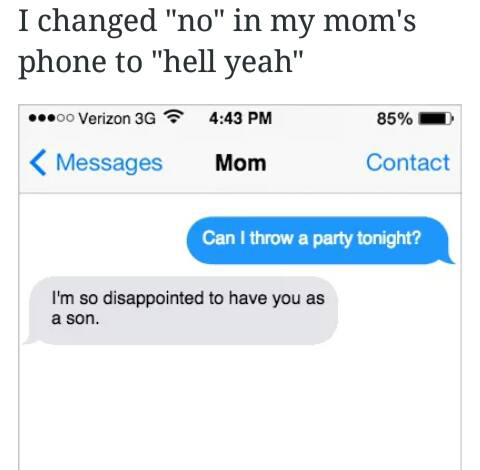 I changed "no" in my mom's
phone to "hell yeah"
Verizon 3G 4:43 PM 85%
Messages Mom Contact
Can I throw a party tonight?
I'm so disappointed to have you as
a son.